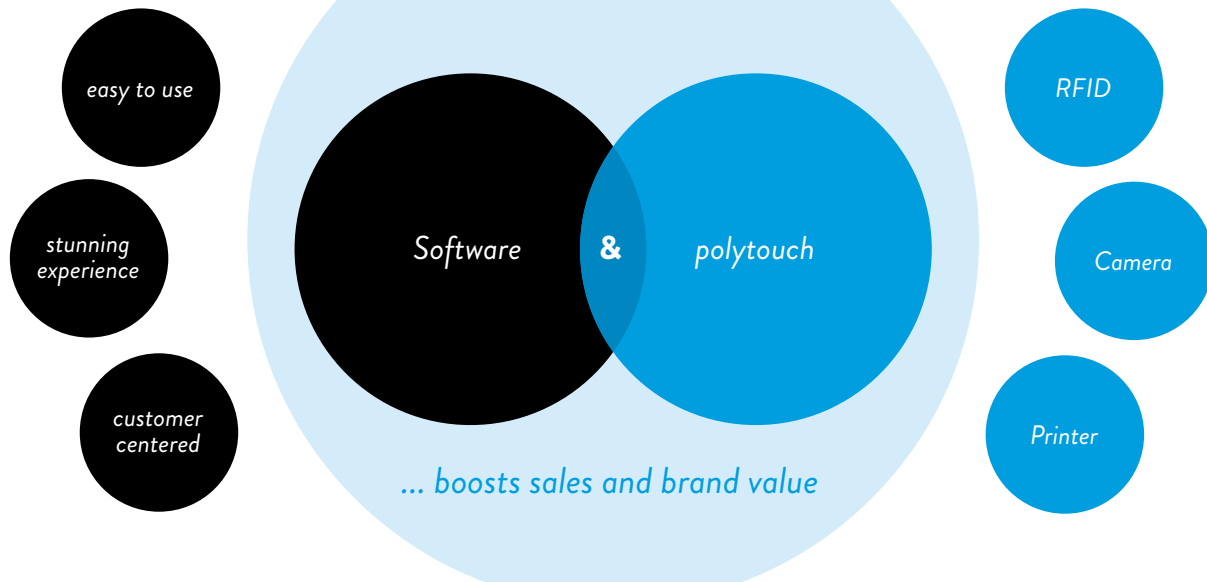 easy to use
stunning
experience
customer
centered
Software
&
polytouch
... boosts sales and brand value
RFID
Camera
Printer